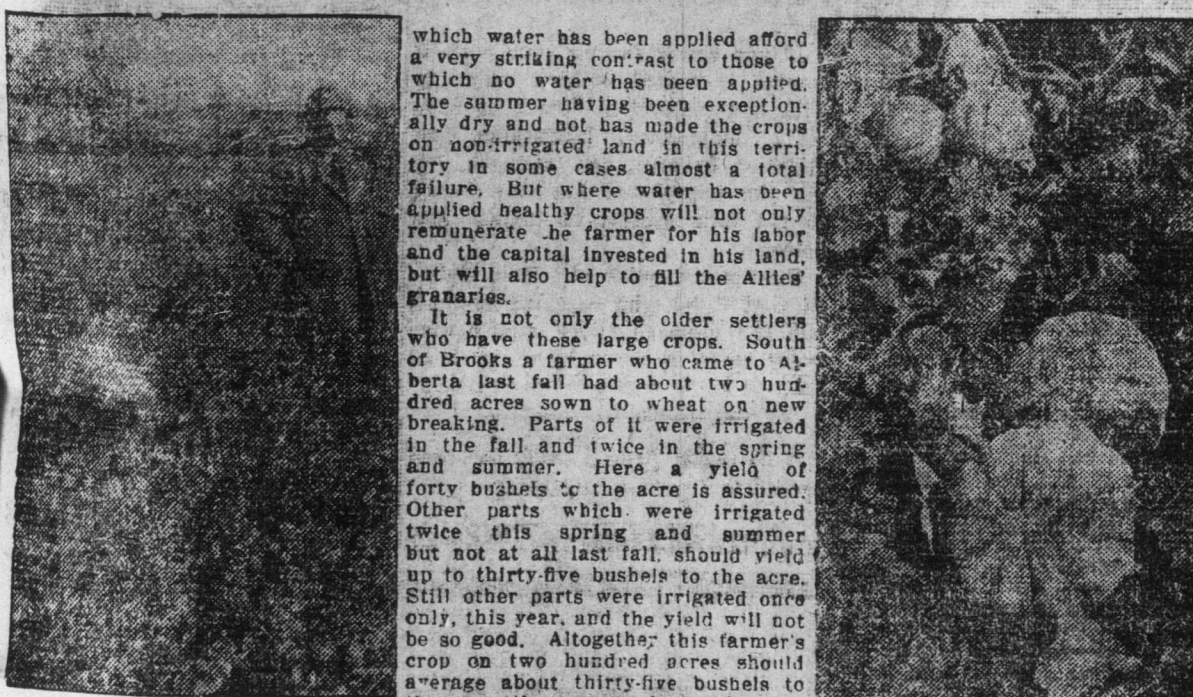 which water has been applied afford
a very striking contrast to those to
which no water has been applied.
The summer having been exception-
ally dry and hot has made the crops
on non-irrigated land in this terri-
tory in some cases almost a total
failure. But where water has been
applied healthy crops will not only
remunerate he farmer for his labor
and the capital invested in his land,
but will also help to fill the Allies'
granaries.
It is not only the older settlers
who have these large crops. South
of Brooks a farmer who came to Al-
berta last fall had about two hun-
dred acres sown to wheat on new
breaking. Parts of it were irrigated
in the fall and twice in the spring
and summer. Here a yield of
forty bushels to the acre is assured.
Other parts which were irrigated
twice this spring and summer
but not at all last fall, should yield
up to thirty-five bushels to the acre.
Still other parts were irrigated once
only, this year, and the yield will not
be so good. Altogether this farmer's
crop on two hundred acres should
average about thirty-five bushels to